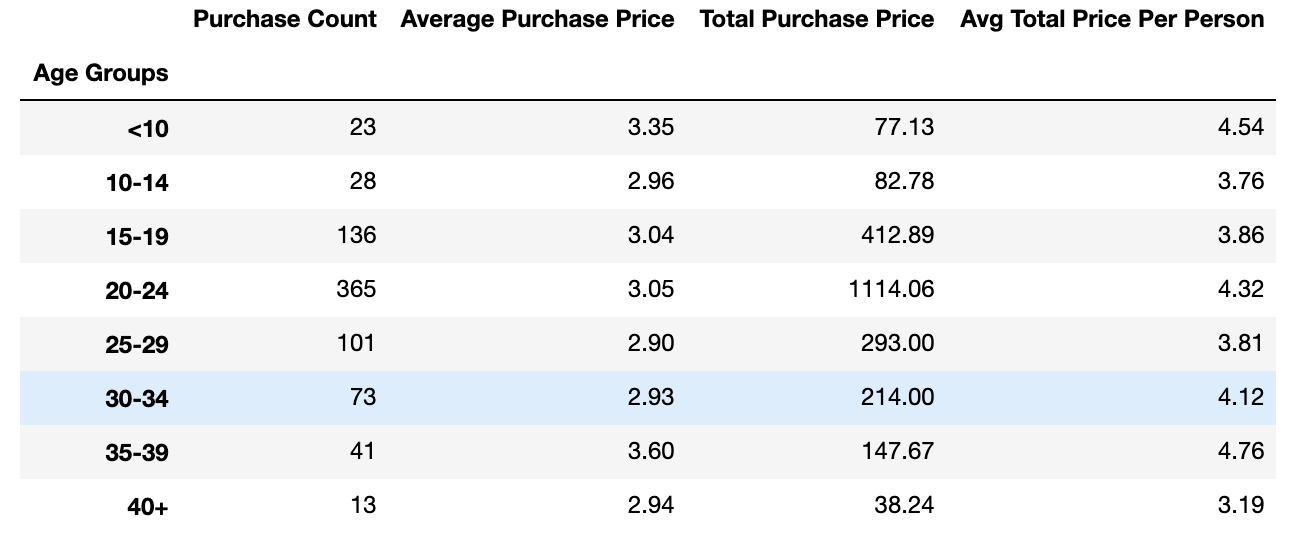 Purchase Count Average Purchase Price Total Purchase Price Avg Total Price Per Person
Age Groups
<10 23 3.35 77.13 4.54
10-14 28 2.96 82.78 3.76
15-19 136 3.04 412.89 3.86
20-24 365 3.05 1114.06 4.32
25-29 101 2.90 293.00 3.81
30-34 73 2.93 214.00 4.12
35-39 41 3.60 147.67 4.76
40+ 13 2.94 38.24 3.19